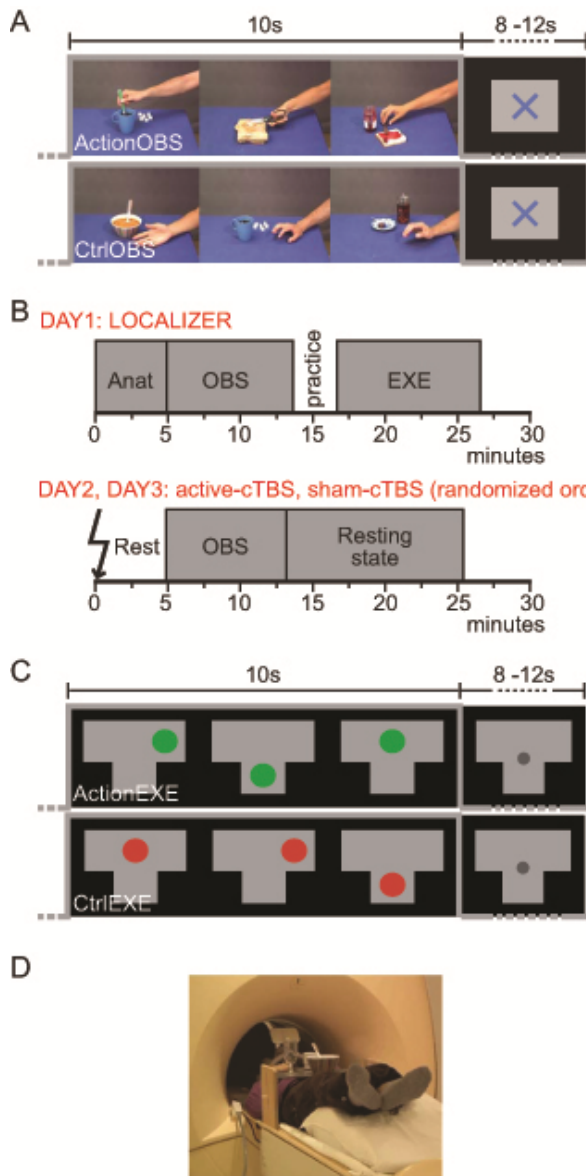 A
10s
8 -12s
ActionOBS
CtrlOBS
B
DAY1: LOCALIZER
Anat
OBS
practice
EXE
0 5 10 15 20 25 30
minutes
DAY2, DAY3: active-cTBS, sham-cTBS (randomized
Rest
OBS
Resting
state
0 5 10 15 20 25 30
minutes
C
10s
8 -12s
ActionEXE
CtrlEXE
D